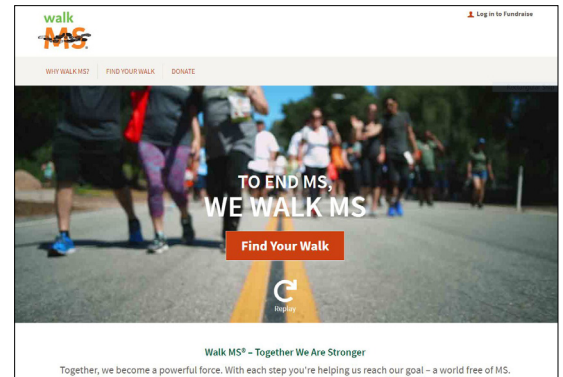 walk
MS®
Log in to Fundraise
WHY WALK MS?
FIND YOUR WALK
DONATE
TO END MS,
WE WALK MS
Find Your Walk
Replay
Walk MS® – Together We Are Stronger
Together, we become a powerful force. With each step you're helping us reach our goal – a world free of MS.